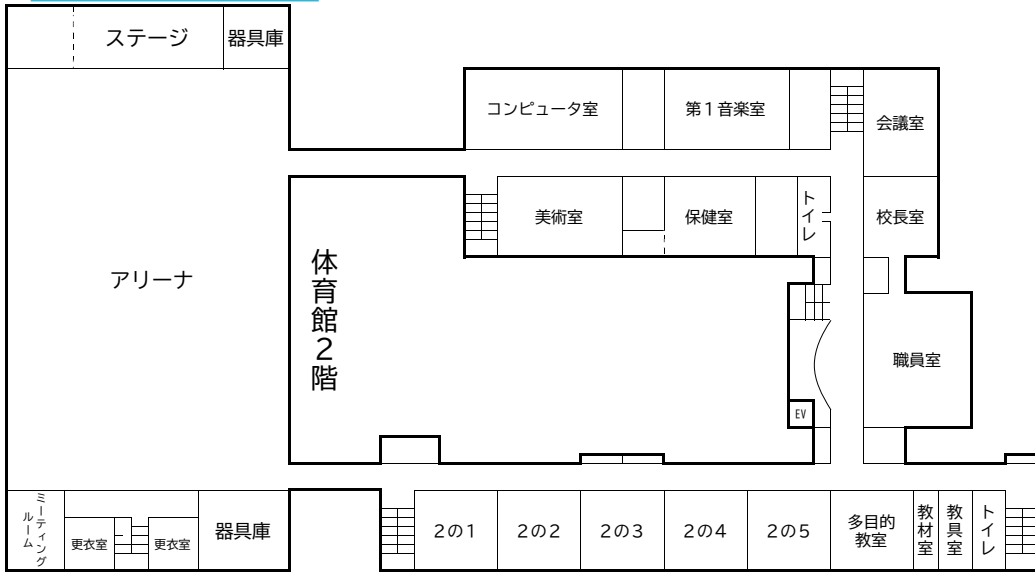 ステージ
器具庫
コンピュータ室
第1音楽室
会議室
美術室
保健室
トイレ
校長室
アリーナ
体育館2階
職員室
EV
ミーティング
ルーム
更衣室
更衣室
器具庫
2の1
2の2
2の3
2の4
2の5
多目的
教室
教材室
教具室
トイレ